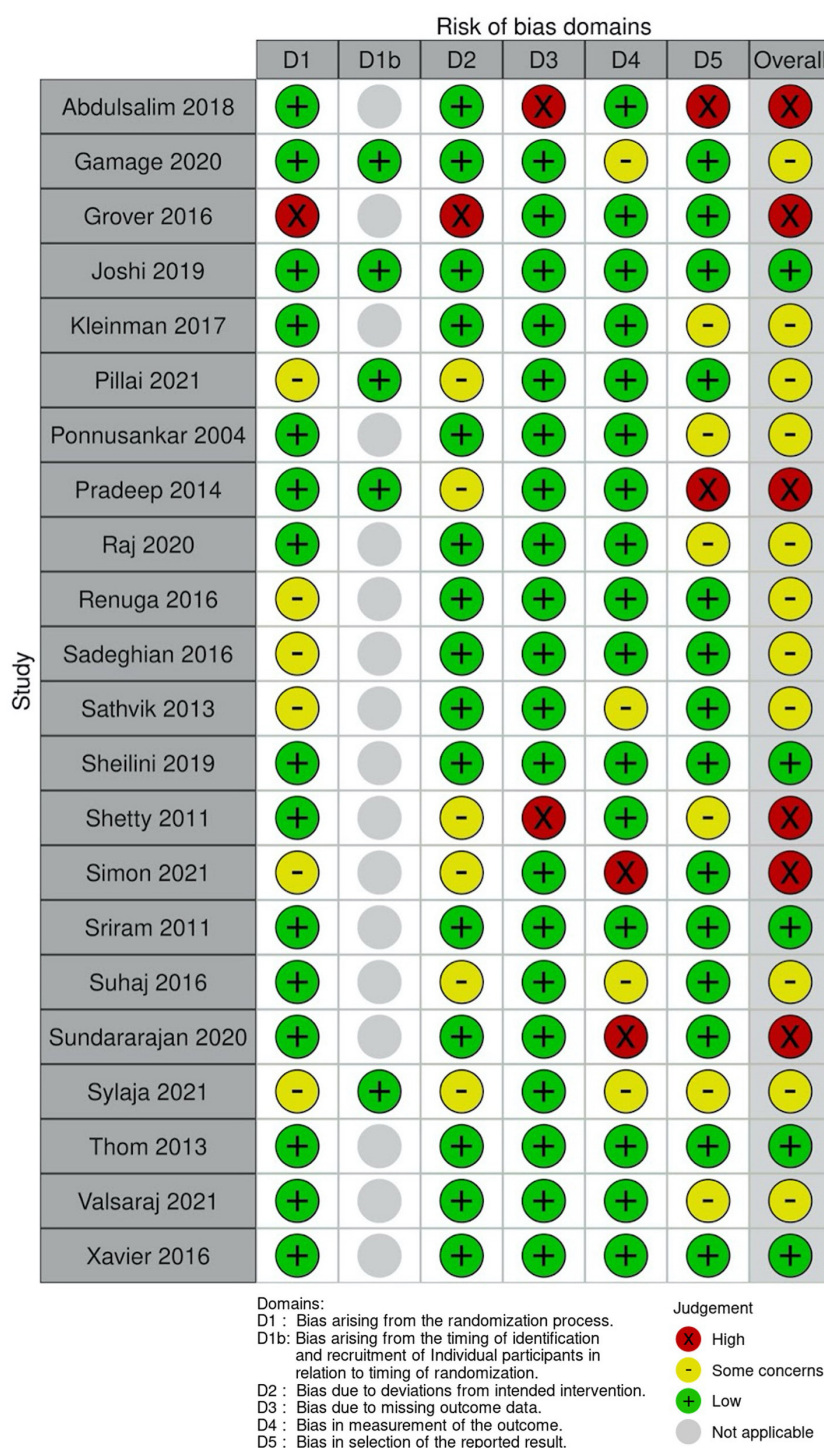 Risk of bias domains
D1 D1b D2 D3 D4 D5 Overall
Abdulsalim 2018 + + X + X X
Gamage 2020 + + + + - + -
Grover 2016 X X + + + X
Joshi 2019 + + + + + + +
Kleinman 2017 + + + + - -
Pillai 2021 - + - + + + -
Ponnusankar 2004 + + + + - -
Pradeep 2014 + + - + + X X
Raj 2020 + + + + - -
Renuga 2016 - + + + + -
Sadeghian 2016 - + + + + -
Sathvik 2013 - + + - + -
Sheilini 2019 + + + + + +
Shetty 2011 + - X + - X
Simon 2021 - - + X + X
Sriram 2011 + + + + + +
Suhaj 2016 + - + - + -
Sundararajan 2020 + + + X + X
Sylaja 2021 - + - + - - -
Thom 2013 + + + + + +
Valsaraj 2021 + + + + - -
Xavier 2016 + + + + + +
Study
Domains:
D1 : Bias arising from the randomization process.
D1b: Bias arising from the timing of identification
and recruitment of Individual participants in
relation to timing of randomization.
D2 : Bias due to deviations from intended intervention.
D3 : Bias due to missing outcome data.
D4 : Bias in measurement of the outcome.
D5 : Bias in selection of the reported result.
Judgement
X High
- Some concerns
+ Low
Not applicable